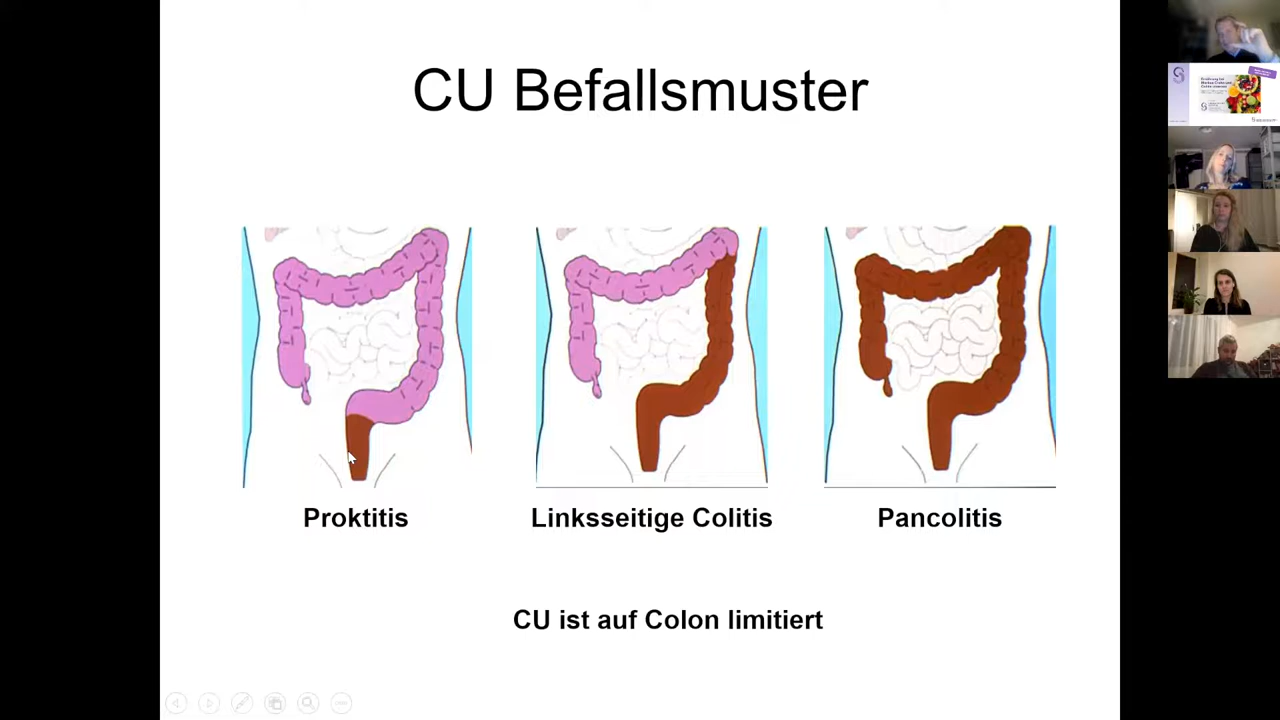 CU Befallsmuster
Proktitis
Linksseitige Colitis
Pancolitis
CU ist auf Colon limitiert